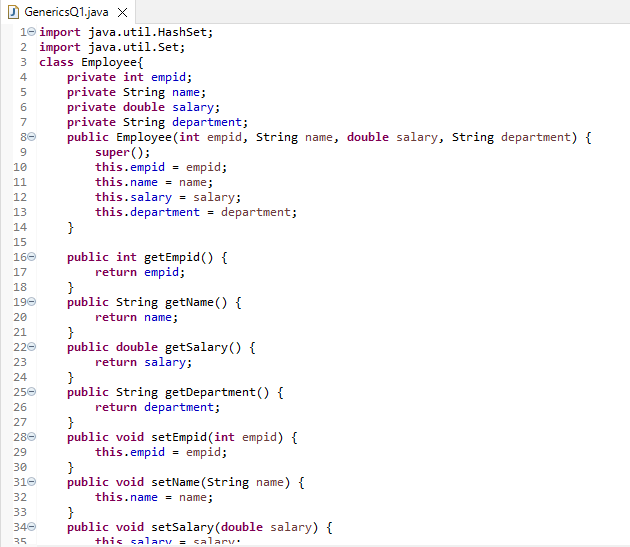 GenericsQ1.java
1 import java.util.HashSet;
2 import java.util.Set;
3 class Employee{
4     private int empid;
5     private String name;
6     private double salary;
7     private String department;
8     public Employee(int empid, String name, double salary, String department) {
9         super();
10         this.empid = empid;
11         this.name = name;
12         this.salary = salary;
13         this.department = department;
14     }
15
16     public int getEmpid() {
17         return empid;
18     }
19     public String getName() {
20         return name;
21     }
22     public double getSalary() {
23         return salary;
24     }
25     public String getDepartment() {
26         return department;
27     }
28     public void setEmpid(int empid) {
29         this.empid = empid;
30     }
31     public void setName(String name) {
32         this.name = name;
33     }
34     public void setSalary(double salary) {
35         this.salary = salary;